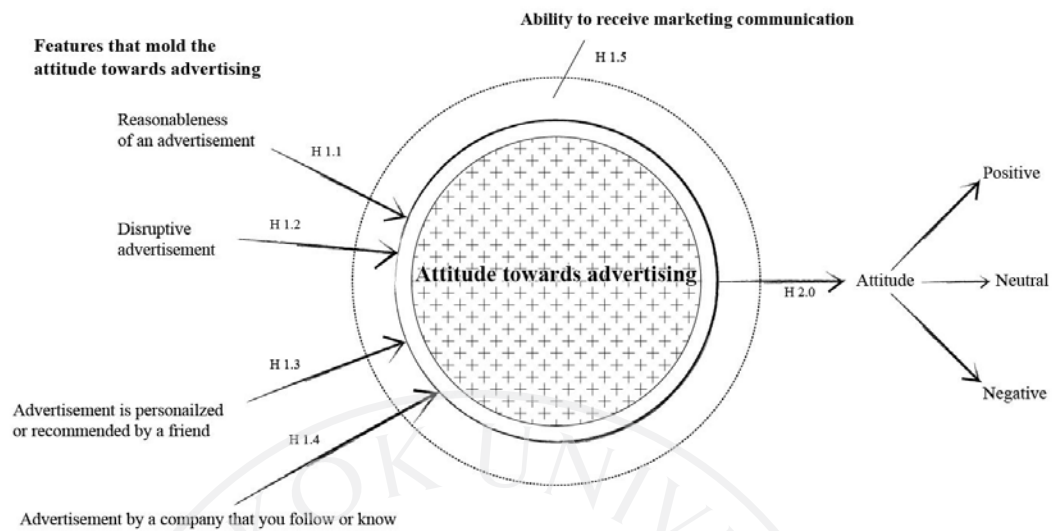 Ability to receive marketing communication
H 1.5
Features that mold the
attitude towards advertising
Reasonableness
of an advertisement
H 1.1
Disruptive
advertisement
H 1.2
Attitude towards advertising
H 2.0
Attitude
Positive
Neutral
Negative
H 1.3
Advertisement is personailzed
or recommended by a friend
H 1.4
Advertisement by a company that you follow or know